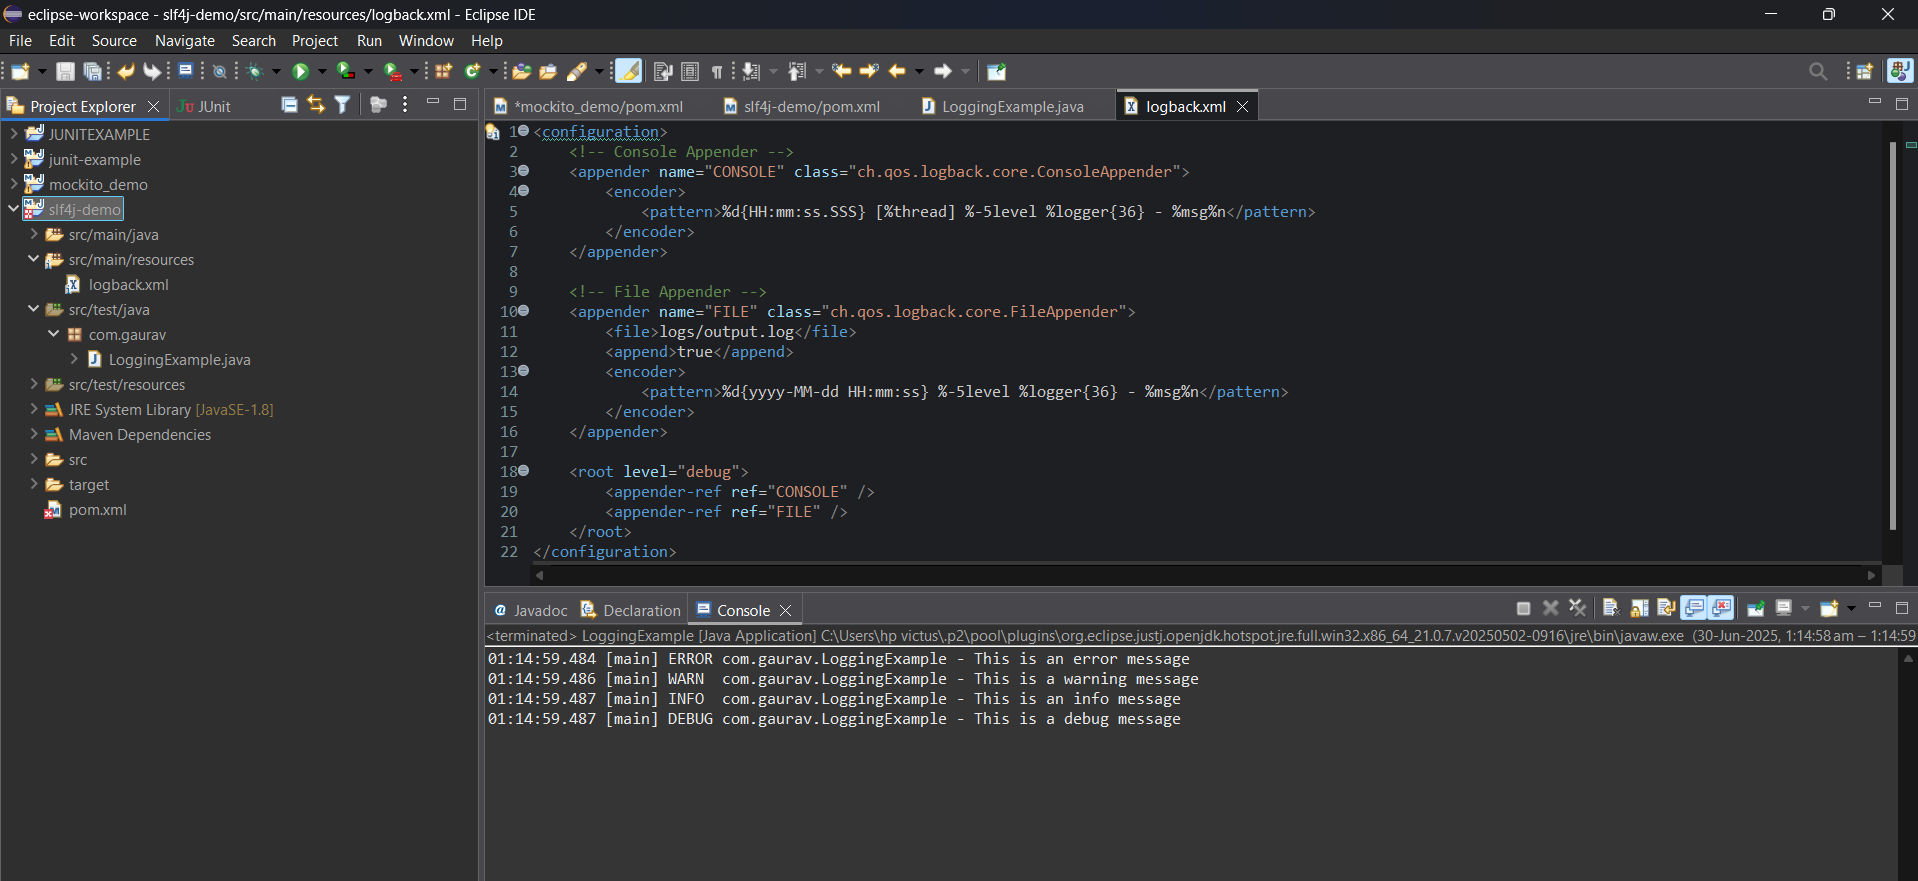 eclipse-workspace - slf4j-demo/src/main/resources/logback.xml - Eclipse IDE
File Edit Source Navigate Search Project Run Window Help
Project Explorer
JUnit
JUNITEXAMPLE
junit-example
mockito_demo
slf4j-demo
src/main/java
src/main/resources
logback.xml
src/test/java
com.gaurav
LoggingExample.java
src/test/resources
JRE System Library [JavaSE-1.8]
Maven Dependencies
src
target
pom.xml
*mockito_demo/pom.xml
slf4j-demo/pom.xml
LoggingExample.java
logback.xml
1 <configuration>
2 <!-- Console Appender -->
3 <appender name="CONSOLE" class="ch.qos.logback.core.ConsoleAppender">
4 <encoder>
5 <pattern>%d{HH:mm:ss.SSS} [%thread] %-5level %logger{36} - %msg%n</pattern>
6 </encoder>
7 </appender>
8
9 <!-- File Appender -->
10 <appender name="FILE" class="ch.qos.logback.core.FileAppender">
11 <file>logs/output.log</file>
12 <append>true</append>
13 <encoder>
14 <pattern>%d{yyyy-MM-dd HH:mm:ss} %-5level %logger{36} - %msg%n</pattern>
15 </encoder>
16 </appender>
17
18 <root level="debug">
19 <appender-ref ref="CONSOLE" />
20 <appender-ref ref="FILE" />
21 </root>
22 </configuration>
Javadoc
Declaration
Console
<terminated> LoggingExample [Java Application] C:\Users\hp victus\.p2\pool\plugins\org.eclipse.justj.openjdk.hotspot.jre.full.win32.x86_64_21.0.7.v20250502-0916\jre\bin\javaw.exe (30-Jun-2025, 1:14:58 am – 1:14:59
01:14:59.484 [main] ERROR com.gaurav.LoggingExample - This is an error message
01:14:59.486 [main] WARN  com.gaurav.LoggingExample - This is a warning message
01:14:59.487 [main] INFO  com.gaurav.LoggingExample - This is an info message
01:14:59.487 [main] DEBUG com.gaurav.LoggingExample - This is a debug message